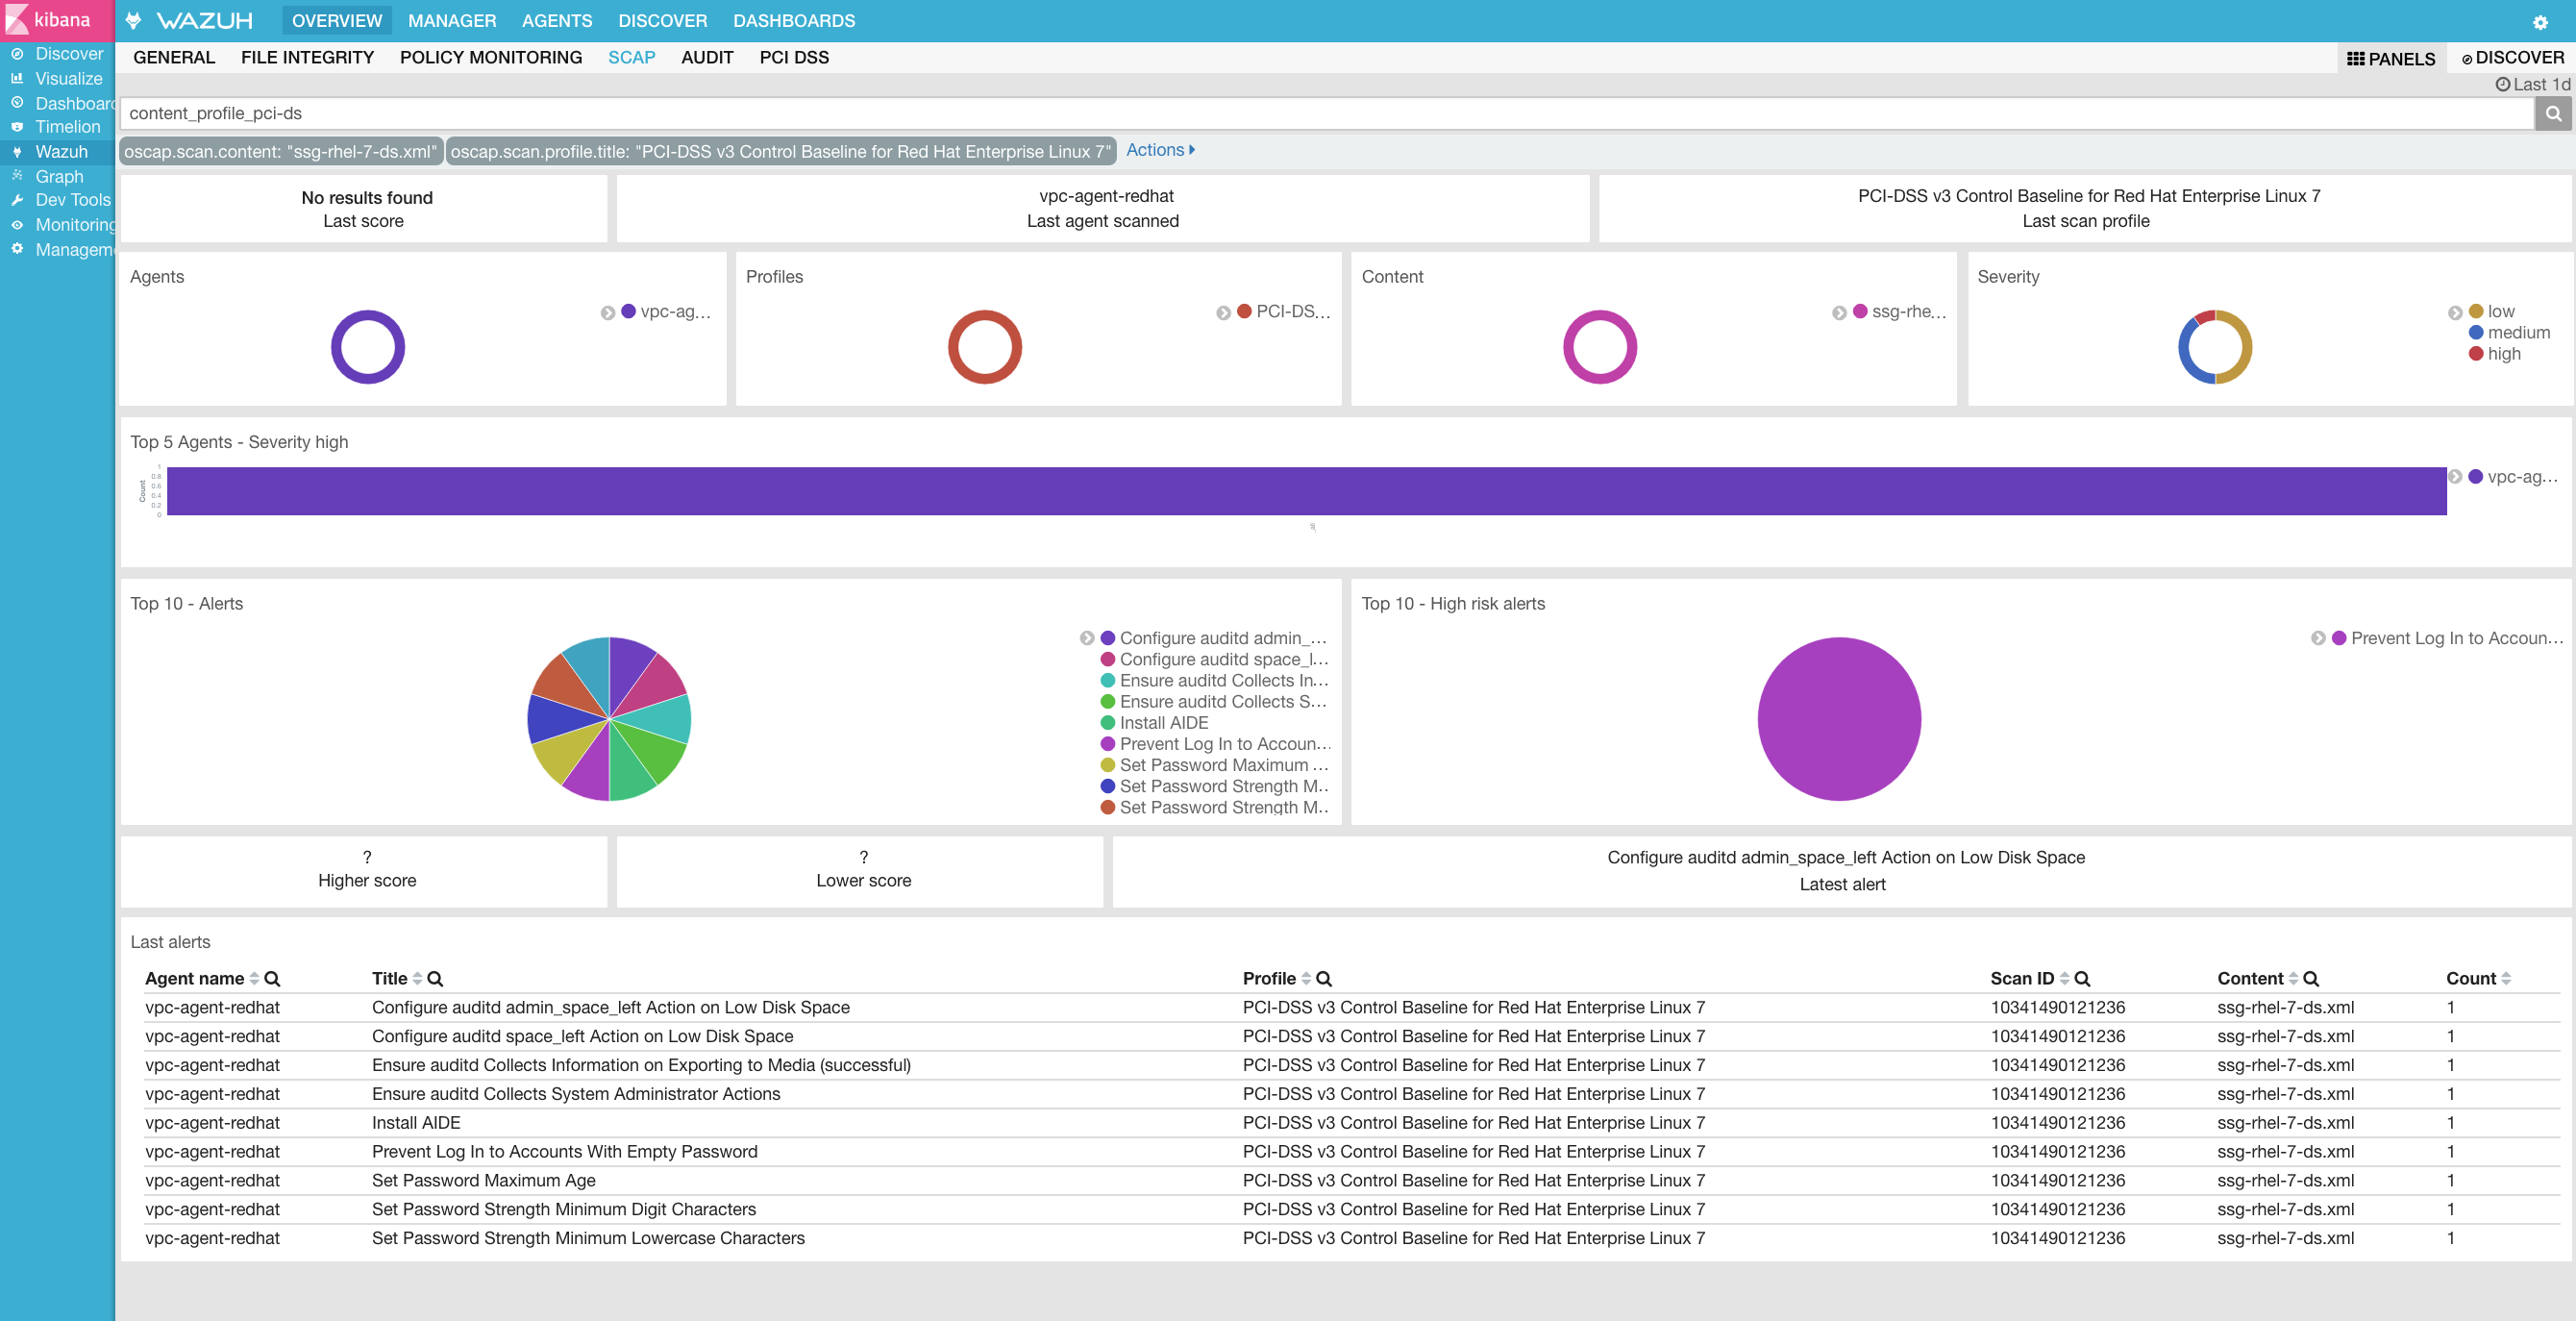 kibana
WAZUH OVERVIEW MANAGER AGENTS DISCOVER DASHBOARDS
Discover
Visualize
Dashboar
Timelion
Wazuh
Graph
Dev Tools
Monitoring
Managem
GENERAL FILE INTEGRITY POLICY MONITORING SCAP AUDIT PCI DSS PANELS DISCOVER
Last 1d
content_profile_pci-ds
oscap.scan.content: "ssg-rhel-7-ds.xml" oscap.scan.profile.title: "PCI-DSS v3 Control Baseline for Red Hat Enterprise Linux 7" Actions
No results found
Last score
vpc-agent-redhat
Last agent scanned
PCI-DSS v3 Control Baseline for Red Hat Enterprise Linux 7
Last scan profile
Agents
vpc-ag...
Profiles
PCI-DS...
Content
ssg-rhe...
Severity
low
medium
high
Top 5 Agents - Severity high
Count
1
0.8
0.6
0.4
0.2
0
vpc-ag...
Top 10 - Alerts
Configure auditd admin_...
Configure auditd space_l...
Ensure auditd Collects In...
Ensure auditd Collects S...
Install AIDE
Prevent Log In to Accoun...
Set Password Maximum ...
Set Password Strength M..
Set Password Strength M..
Top 10 - High risk alerts
Prevent Log In to Accoun...
?
Higher score
?
Lower score
Configure auditd admin_space_left Action on Low Disk Space
Latest alert
Last alerts
Agent name Title Profile Scan ID Content Count
vpc-agent-redhat Configure auditd admin_space_left Action on Low Disk Space PCI-DSS v3 Control Baseline for Red Hat Enterprise Linux 7 10341490121236 ssg-rhel-7-ds.xml 1
vpc-agent-redhat Configure auditd space_left Action on Low Disk Space PCI-DSS v3 Control Baseline for Red Hat Enterprise Linux 7 10341490121236 ssg-rhel-7-ds.xml 1
vpc-agent-redhat Ensure auditd Collects Information on Exporting to Media (successful) PCI-DSS v3 Control Baseline for Red Hat Enterprise Linux 7 10341490121236 ssg-rhel-7-ds.xml 1
vpc-agent-redhat Ensure auditd Collects System Administrator Actions PCI-DSS v3 Control Baseline for Red Hat Enterprise Linux 7 10341490121236 ssg-rhel-7-ds.xml 1
vpc-agent-redhat Install AIDE PCI-DSS v3 Control Baseline for Red Hat Enterprise Linux 7 10341490121236 ssg-rhel-7-ds.xml 1
vpc-agent-redhat Prevent Log In to Accounts With Empty Password PCI-DSS v3 Control Baseline for Red Hat Enterprise Linux 7 10341490121236 ssg-rhel-7-ds.xml 1
vpc-agent-redhat Set Password Maximum Age PCI-DSS v3 Control Baseline for Red Hat Enterprise Linux 7 10341490121236 ssg-rhel-7-ds.xml 1
vpc-agent-redhat Set Password Strength Minimum Digit Characters PCI-DSS v3 Control Baseline for Red Hat Enterprise Linux 7 10341490121236 ssg-rhel-7-ds.xml 1
vpc-agent-redhat Set Password Strength Minimum Lowercase Characters PCI-DSS v3 Control Baseline for Red Hat Enterprise Linux 7 10341490121236 ssg-rhel-7-ds.xml 1